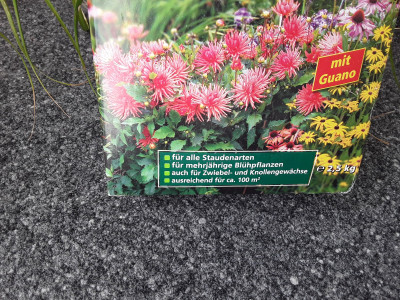 mit
Guano
für alle Staudenarten
für mehrjährige Blühpflanzen
auch für Zwiebel- und Knollengewächse
ausreichend für ca. 100 m²
e 2,5 kg